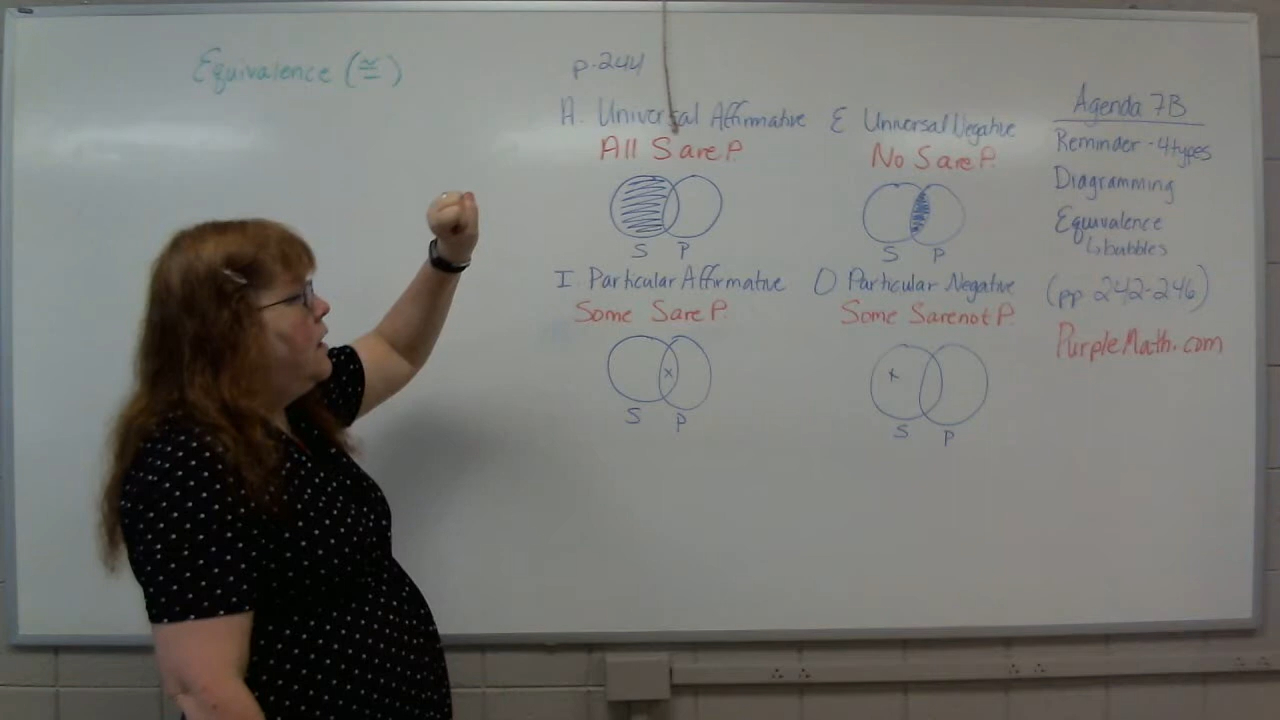 Equivalence (≅)
p.244
A. Universal Affirmative
All S are P.
S P
E Universal Negative
No S are P.
S P
I. Particular Affirmative
Some S are P.
x
S P
O Particular Negative
Some S are not P.
x
S P
Agenda 7B
Reminder - 4 types
Diagramming
Equivalence
↳ bubbles
(pp 242-246)
PurpleMath.com